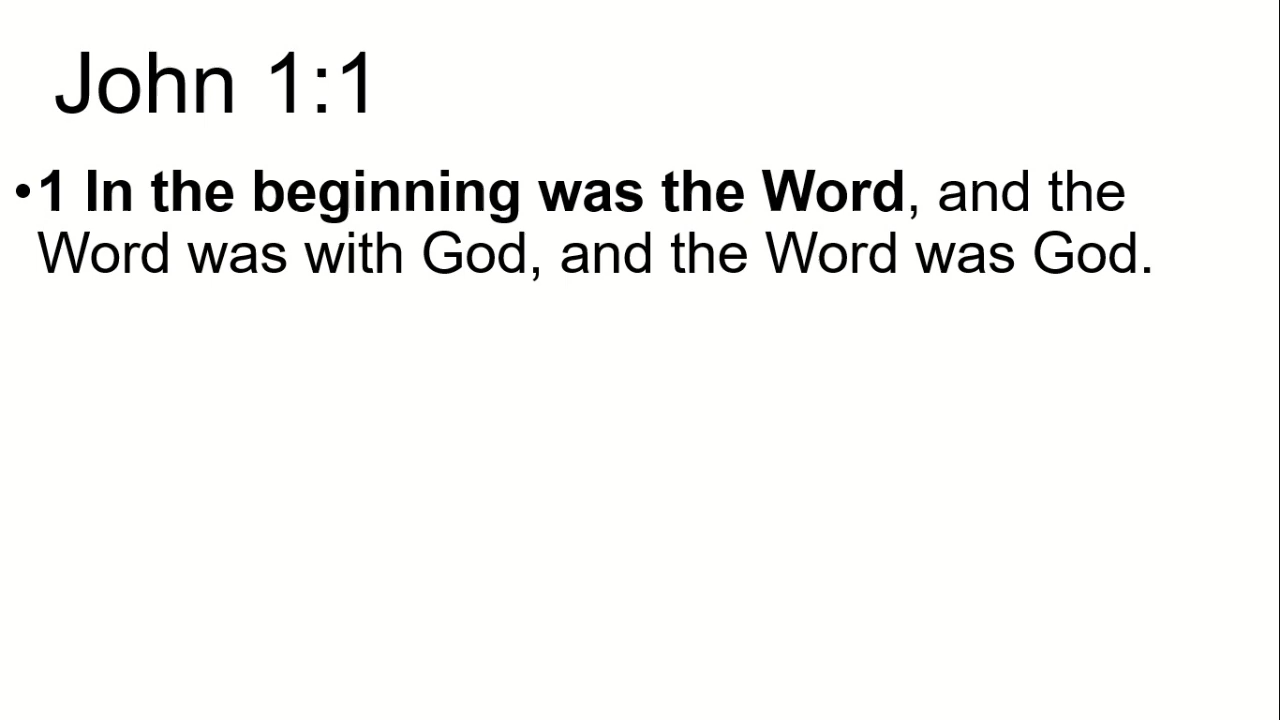 John 1:1
•1 In the beginning was the Word, and the
Word was with God, and the Word was God.